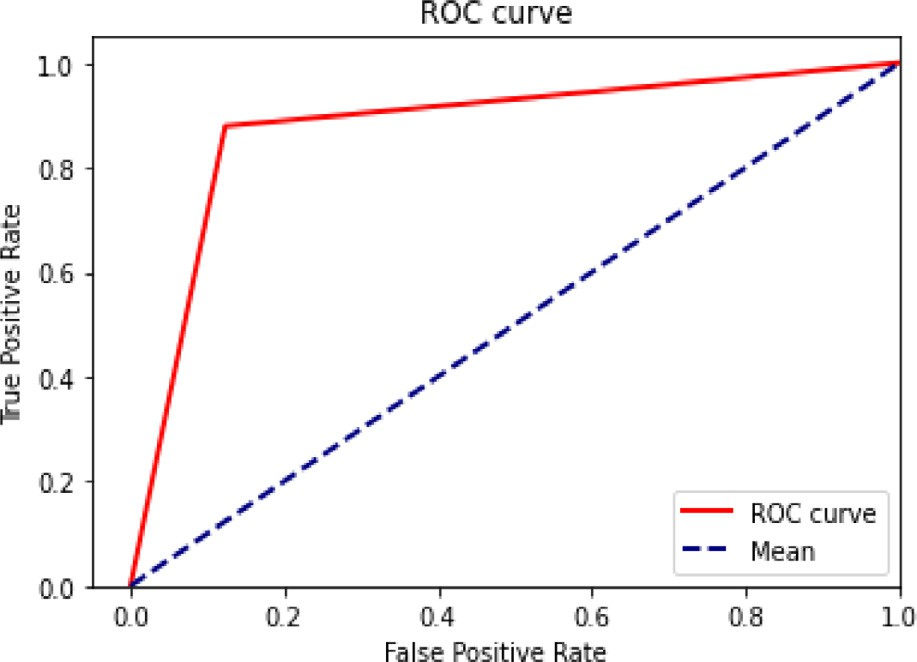 ROC curve
True Positive Rate
1.0
0.8
0.6
0.4
0.2
0.0
0.0 0.2 0.4 0.6 0.8 1.0
False Positive Rate
ROC curve
Mean